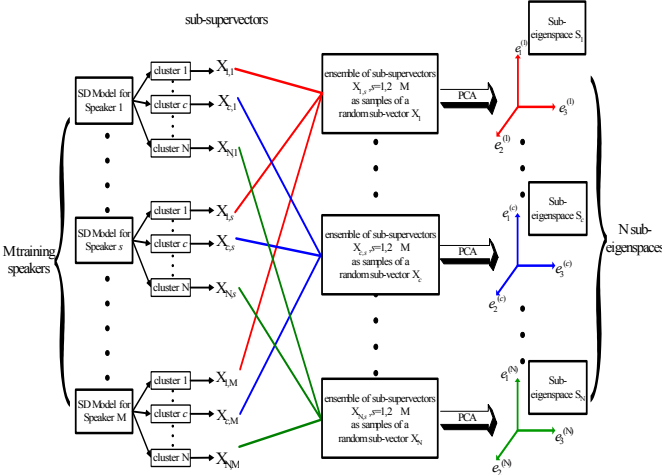 sub-supervectors
M training
speakers
SD Model for
Speaker 1
cluster 1
cluster c
cluster N
X1,1
Xc,1
XN,1
SD Model for
Speaker s
cluster 1
cluster c
cluster N
X1,s
Xc,s
XN,s
SD Model for
Speaker M
cluster 1
cluster c
cluster N
X1,M
Xc,M
XN,M
ensemble of sub-supervectors
X1,s ,s=1,2 M
as samples of a
random sub-vector X1
PCA
Sub-
eigenspace S1
e1(1)
e3(1)
e2(1)
ensemble of sub-supervectors
Xc,s, s=1,2 M
as samples of a
random sub-vector Xc
PCA
Sub-
eigenspace Sc
e1(c)
e3(c)
e2(c)
ensemble of sub-supervectors
XN,s, s=1,2 M
as samples of a
random sub-vector XN
PCA
Sub-
eigenspace SN
e1(N)
e3(N)
e2(N)
N sub-
eigenspaces